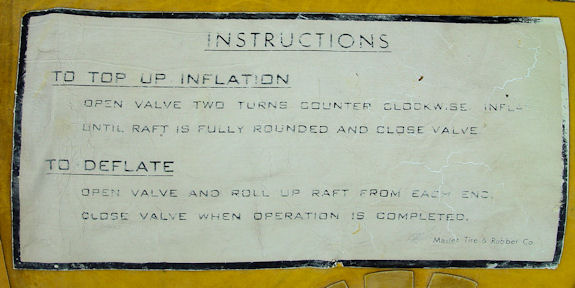 INSTRUCTIONS
TO TOP UP INFLATION
OPEN VALVE TWO TURNS COUNTER CLOCKWISE. INFLA
UNTIL RAFT IS FULLY ROUNDED AND CLOSE VALVE
TO DEFLATE
OPEN VALVE AND ROLL UP RAFT FROM EACH END.
CLOSE VALVE WHEN OPERATION IS COMPLETED.
Tire & Rubber Co